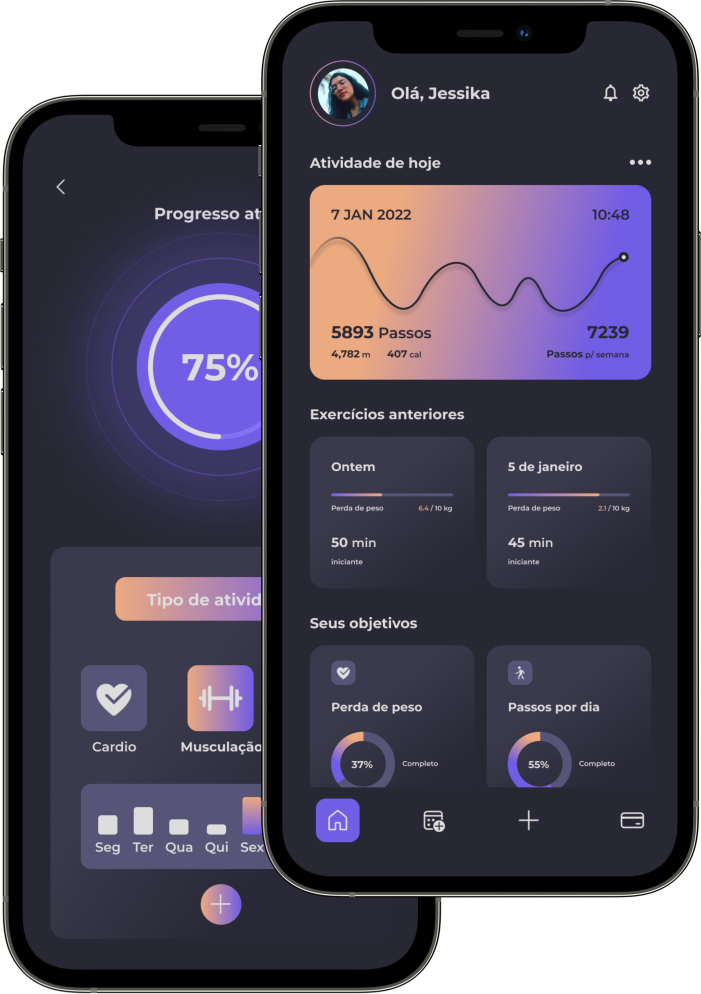 Olá, Jessika
Atividade de hoje
7 JAN 2022 10:48
5893 Passos 7239
4,782 m 407 cal Passos p/ semana
Exercícios anteriores
Ontem
Perda de peso 6.4 / 10 kg
50 min
iniciante
5 de janeiro
Perda de peso 2.1 / 10 kg
45 min
iniciante
Seus objetivos
Perda de peso
37% Completo
Passos por dia
55% Completo
Progresso at
75%
Tipo de ativid
Cardio Musculação
Seg Ter Qua Qui Sex